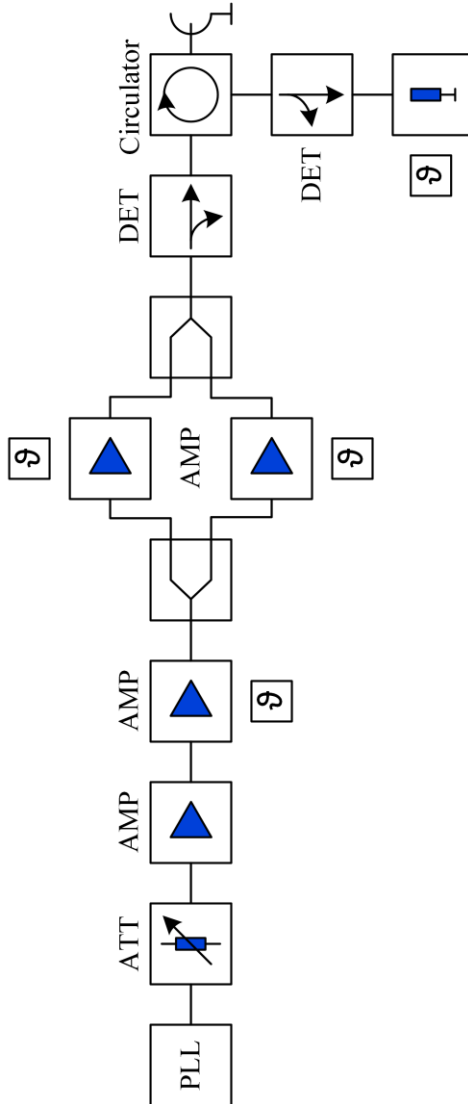 PLL
ATT
AMP
AMP
ϑ
ϑ
AMP
ϑ
DET
Circulator
DET
ϑ